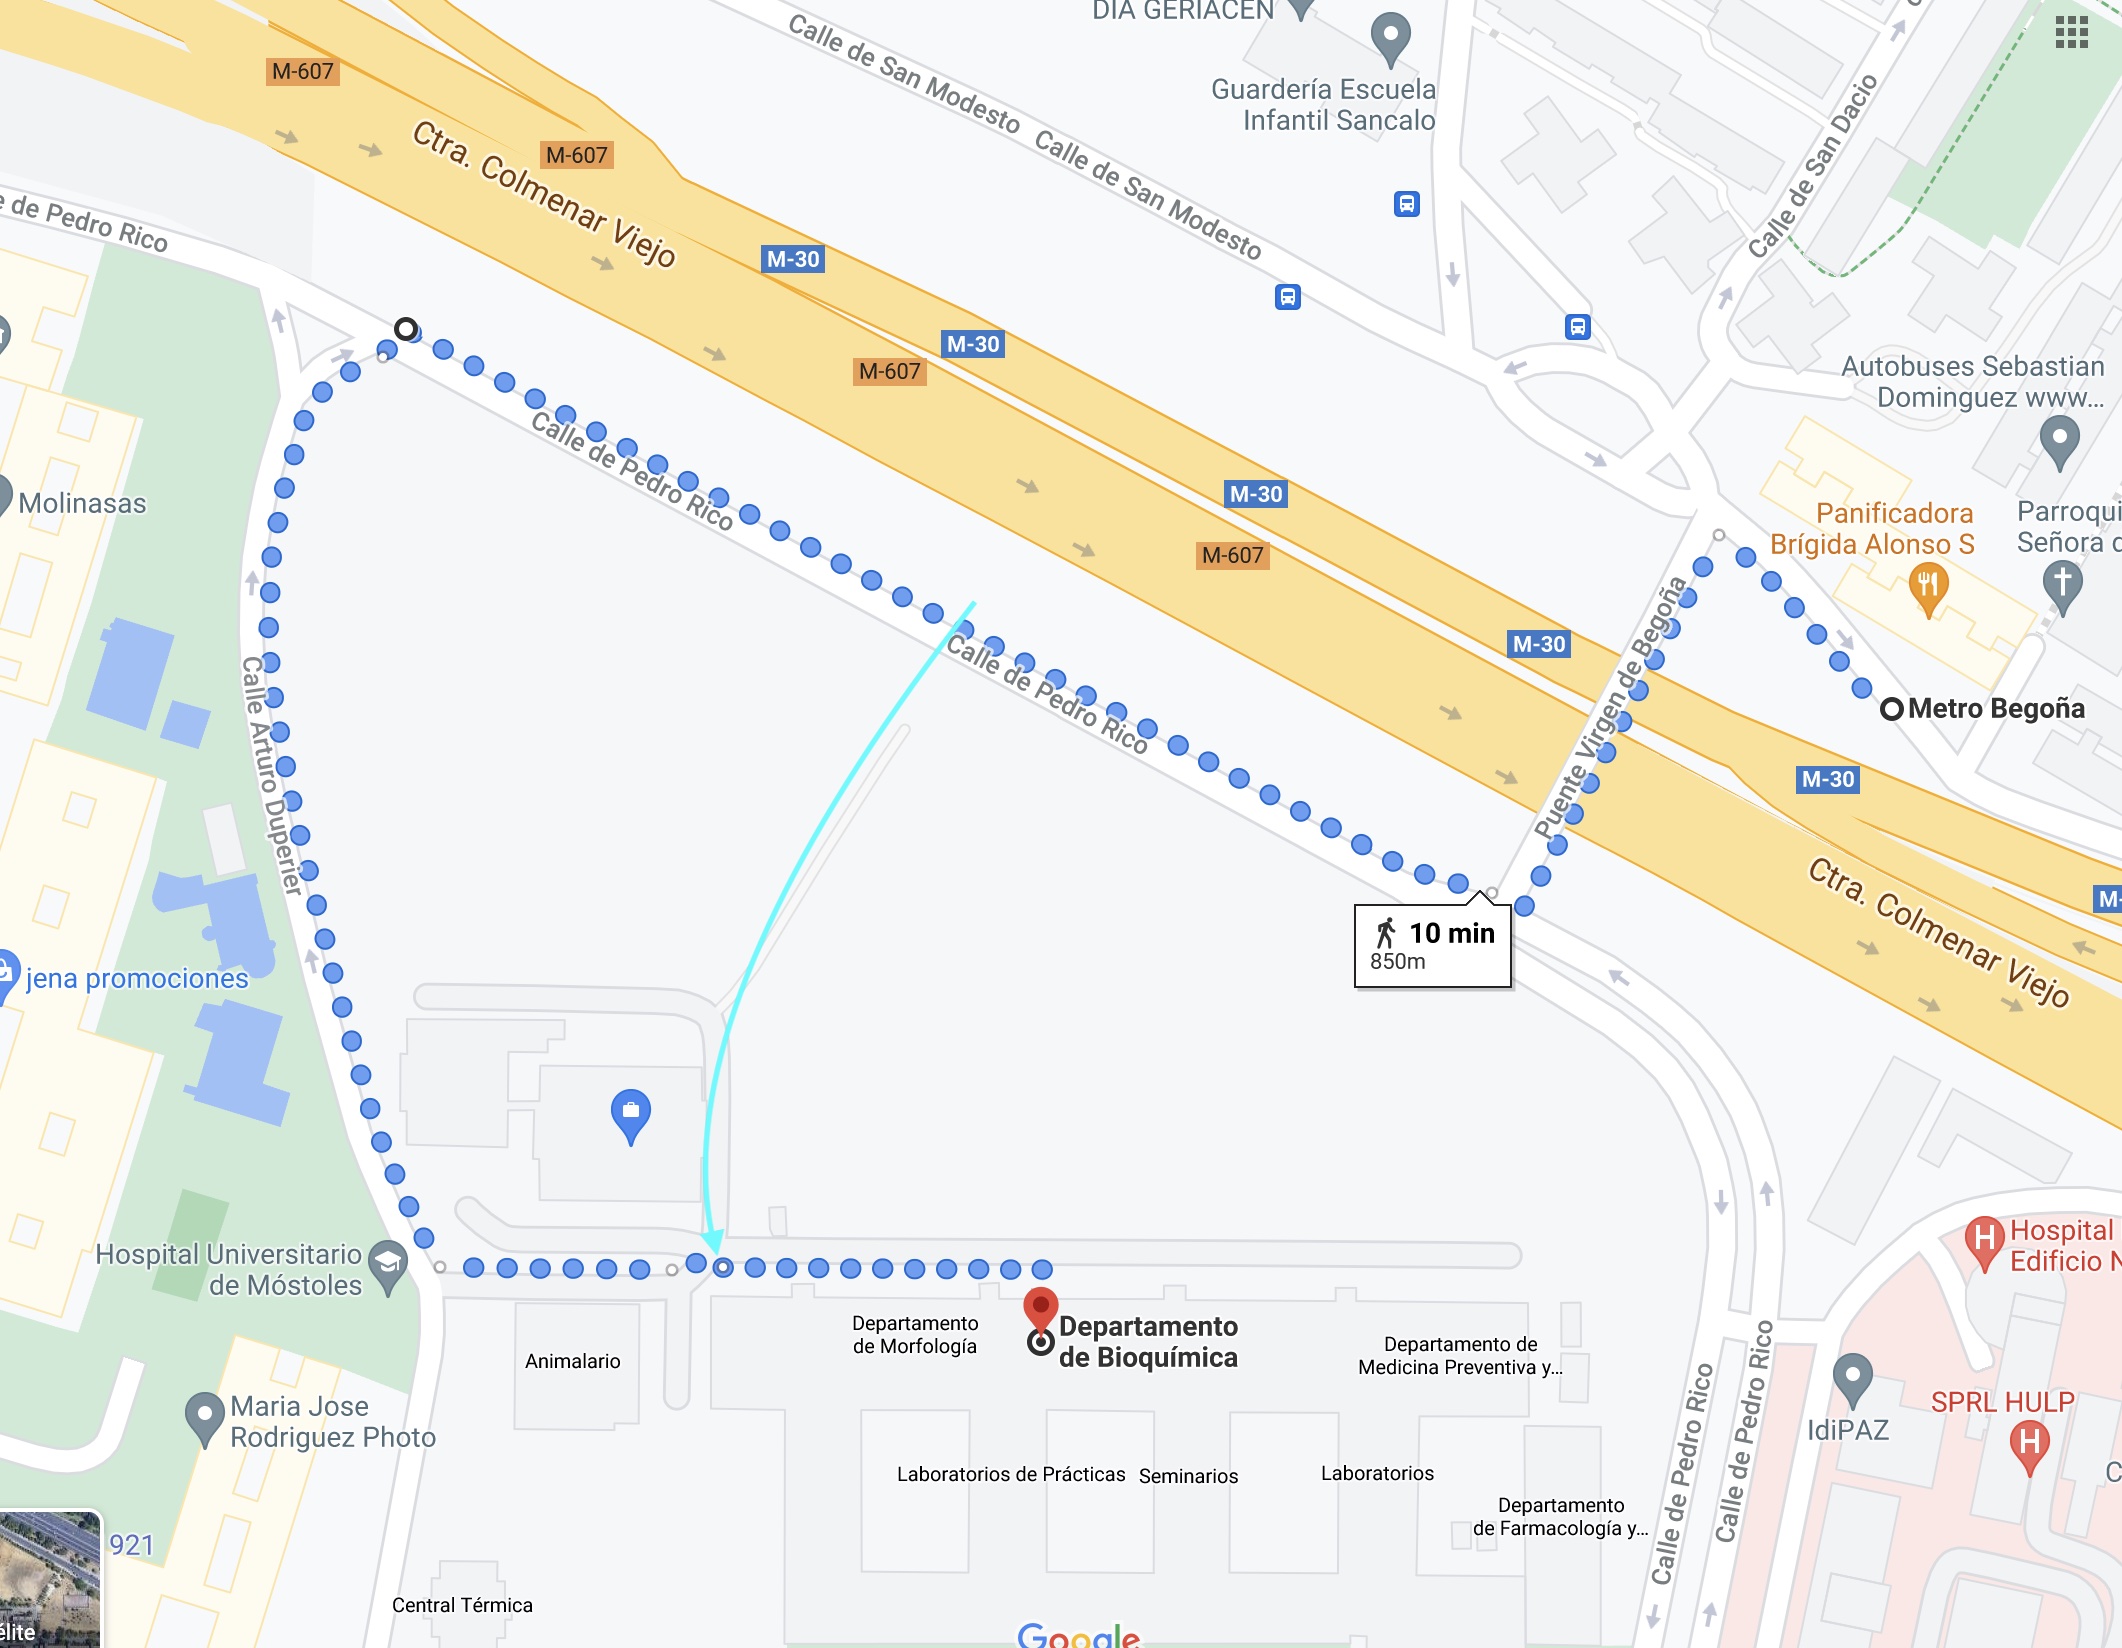 DIA GERIACEN
Calle de San Modesto
Calle de San Modesto
Guardería Escuela
Infantil Sancalo
M-607
M-607
Ctra. Colmenar Viejo
Calle de San Dacio
e de Pedro Rico
M-30
M-30
M-607
Autobuses Sebastian
Dominguez www...
Calle de Pedro Rico
M-30
Molinasas
Panificadora
Brígida Alonso S
Parroqui
Señora d
M-607
Puente Virgen de Begoña
M-30
Calle de Pedro Rico
Metro Begoña
Calle Arturo Duperier
M-30
Ctra. Colmenar Viejo
M-
10 min
850m
jena promociones
Hospital Universitario
de Móstoles
Hospital
Edificio N
Departamento
de Morfología
Departamento
de Bioquímica
Departamento de
Medicina Preventiva y...
Animalario
Maria Jose
Rodriguez Photo
Calle de Pedro Rico
Calle de Pedro Rico
IdiPAZ
SPRL HULP
C
Laboratorios de Prácticas
Seminarios
Laboratorios
Departamento
de Farmacología y...
921
Central Térmica
élite
Google